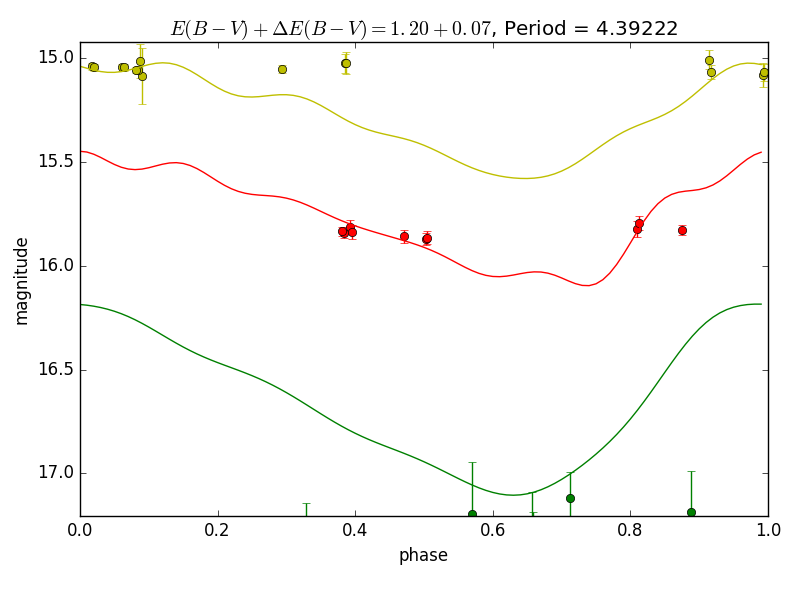 E(B − V) + ΔE(B − V) = 1.20 + 0.07, Period = 4.39222
15.0
15.5
16.0
16.5
17.0
magnitude
0.0 0.2 0.4 0.6 0.8 1.0
phase